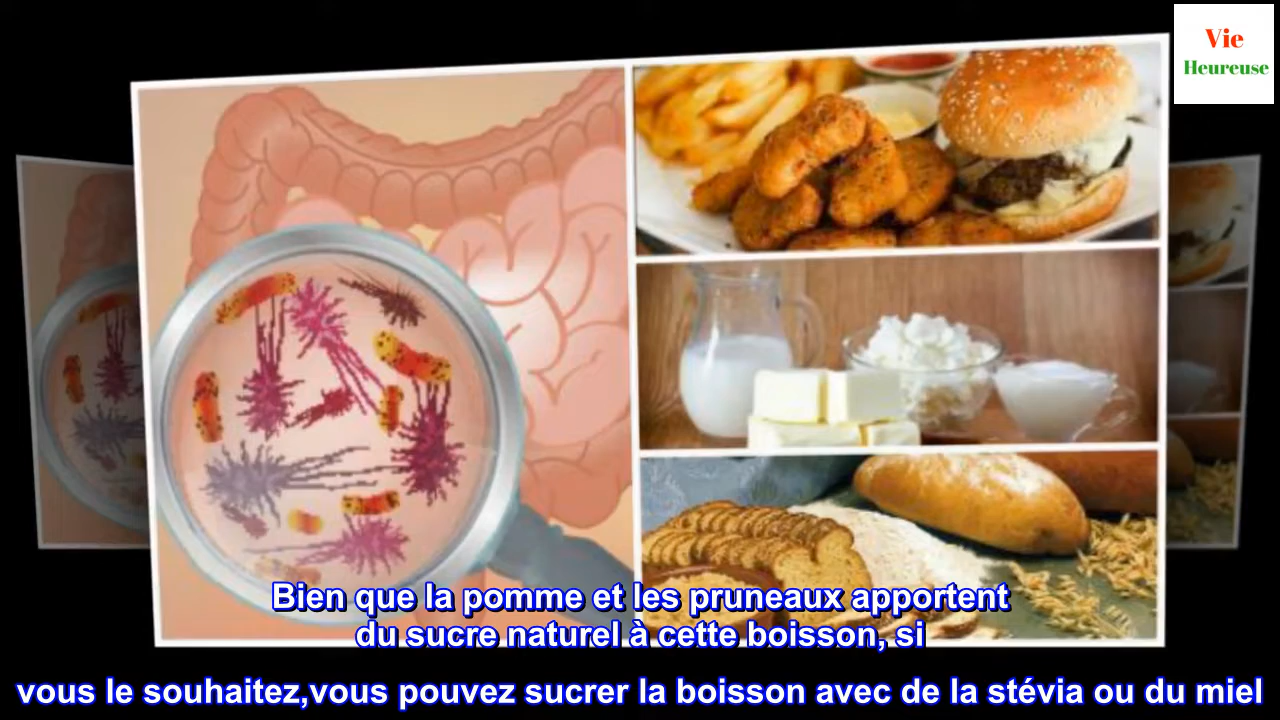 Vie
Heureuse
Bien que la pomme et les pruneaux apportent
du sucre naturel à cette boisson, si
vous le souhaitez,vous pouvez sucrer la boisson avec de la stévia ou du miel